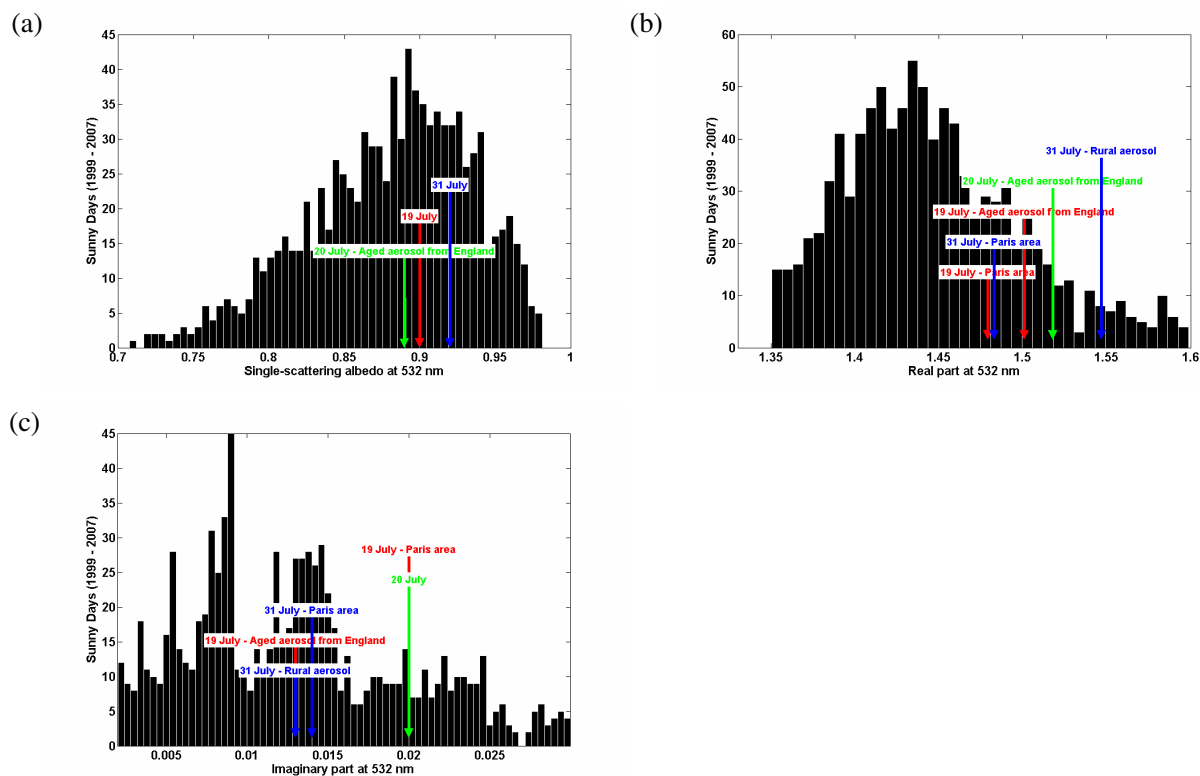 (a)
45
40
35
30
25
20
15
10
5
0
Sunny Days (1999 - 2007)
31 July
19 July
20 July - Aged aerosol from England
0.7 0.75 0.8 0.85 0.9 0.95 1
Single-scattering albedo at 532 nm
(b)
60
50
40
30
20
10
0
Sunny Days (1999 - 2007)
31 July - Rural aerosol
20 July - Aged aerosol from England
19 July - Aged aerosol from England
31 July - Paris area
19 July - Paris area
1.35 1.4 1.45 1.5 1.55 1.6
Real part at 532 nm
(c)
45
40
35
30
25
20
15
10
5
0
Sunny Days (1999 - 2007)
19 July - Paris area
20 July
31 July - Paris area
19 July - Aged aerosol from England
31 July - Rural aerosol
0.005 0.01 0.015 0.02 0.025
Imaginary part at 532 nm